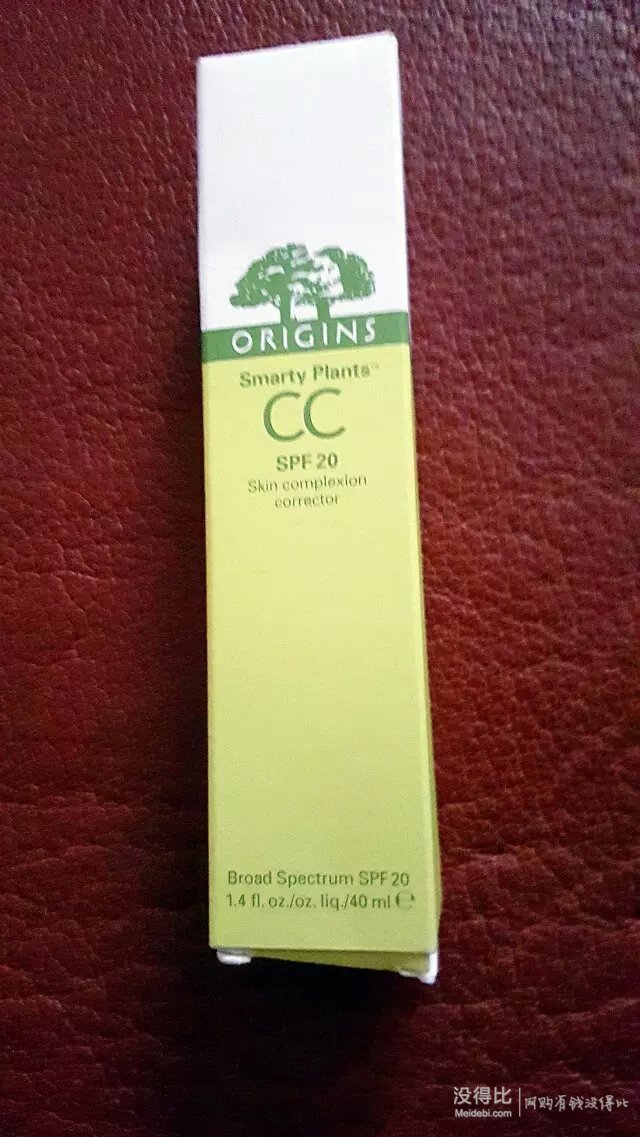 ORIGINS
Smarty Plants™
CC
SPF 20
Skin complexion
corrector
Broad Spectrum SPF 20
1.4 fl. oz./oz. liq./40 ml ℮
没得比
Meidebi.com
网购有钱没得比